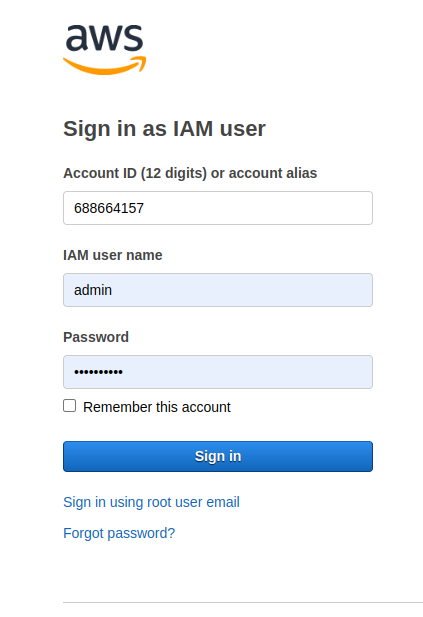 aws
Sign in as IAM user
Account ID (12 digits) or account alias
688664157
IAM user name
admin
Password
••••••••••
Remember this account
Sign in
Sign in using root user email
Forgot password?